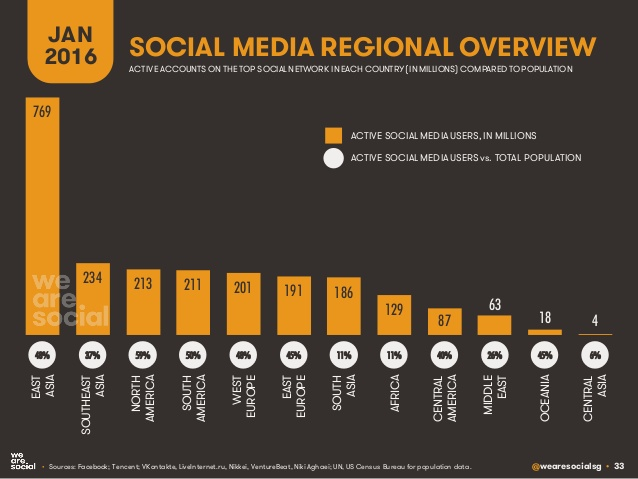 JAN
2016
SOCIAL MEDIA REGIONAL OVERVIEW
ACTIVE ACCOUNTS ON THE TOP SOCIAL NETWORK IN EACH COUNTRY (IN MILLIONS) COMPARED TO POPULATION
ACTIVE SOCIAL MEDIA USERS, IN MILLIONS
ACTIVE SOCIAL MEDIA USERS vs. TOTAL POPULATION
769
234
213
211
201
191
186
129
87
63
18
4
we
are
social
48%
37%
59%
50%
48%
45%
11%
11%
40%
26%
45%
6%
EAST
ASIA
SOUTHEAST
ASIA
NORTH
AMERICA
SOUTH
AMERICA
WEST
EUROPE
EAST
EUROPE
SOUTH
ASIA
AFRICA
CENTRAL
AMERICA
MIDDLE
EAST
OCEANIA
CENTRAL
ASIA
we
are
social
• Sources: Facebook; Tencent; VKontakte, LiveInternet.ru, Nikkei, VentureBeat, Niki Aghaei; UN, US Census Bureau for population data.
@wearesocialsg • 33